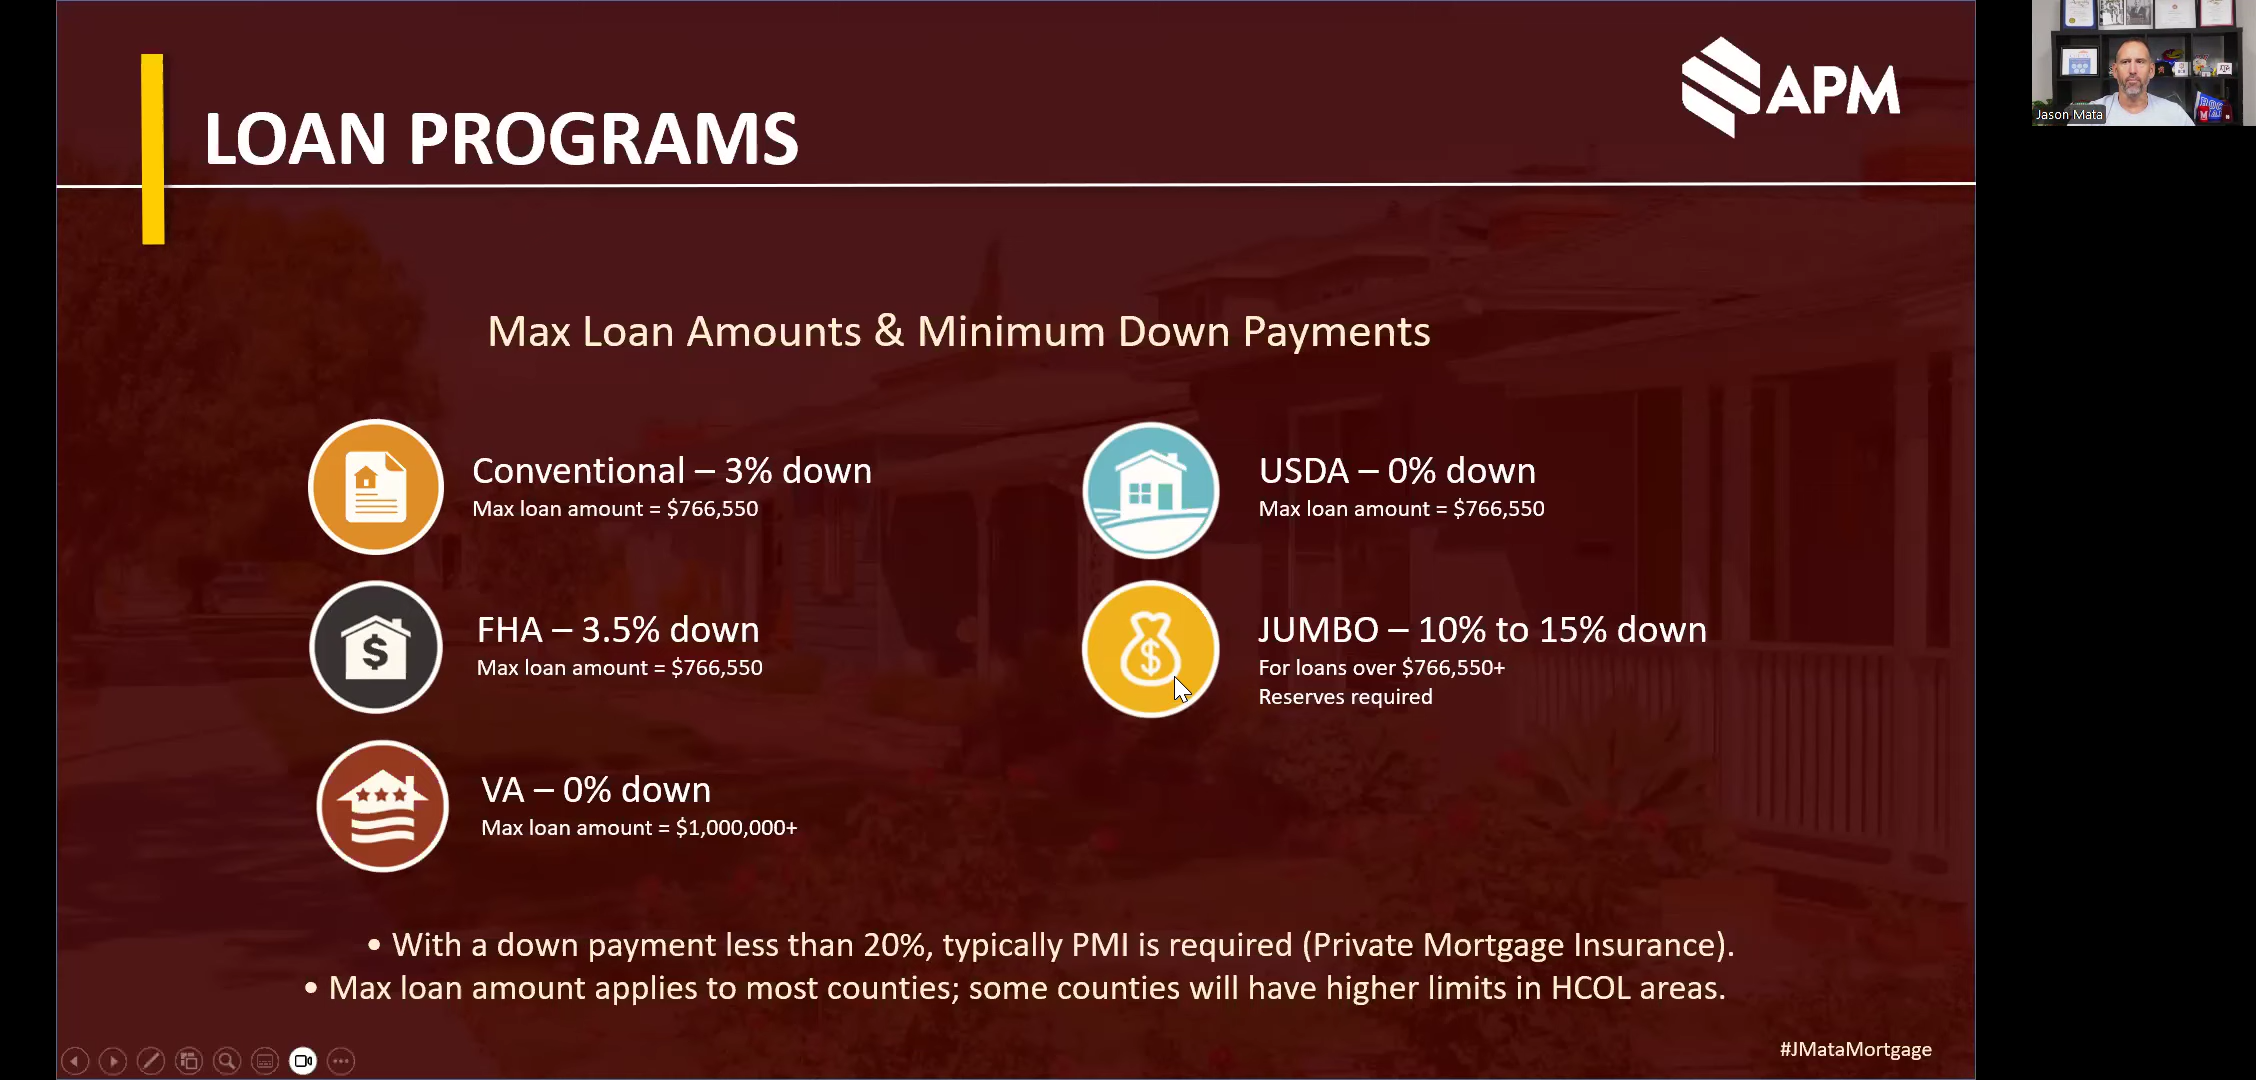 LOAN PROGRAMS
APM
Jason Mata
Max Loan Amounts & Minimum Down Payments
Conventional – 3% down
Max loan amount = $766,550
USDA – 0% down
Max loan amount = $766,550
FHA – 3.5% down
Max loan amount = $766,550
JUMBO – 10% to 15% down
For loans over $766,550+
Reserves required
VA – 0% down
Max loan amount = $1,000,000+
• With a down payment less than 20%, typically PMI is required (Private Mortgage Insurance).
• Max loan amount applies to most counties; some counties will have higher limits in HCOL areas.
#JMataMortgage